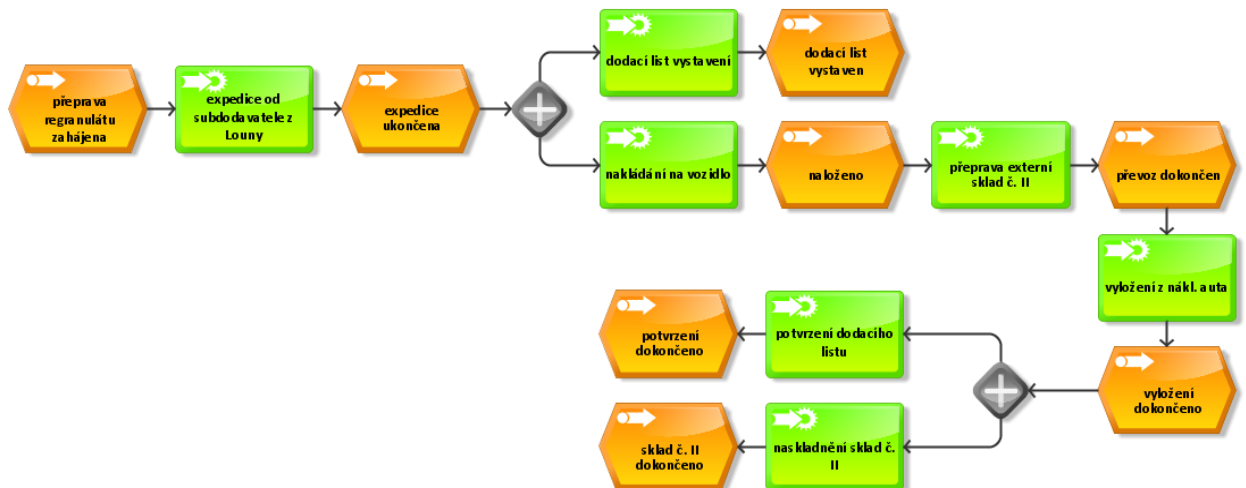 přeprava
regranulátu
zahájena
expedice od
subdodavatele z
Louny
expedice
ukončena
dodací list vystavení
dodací list
vystaven
nakládání na vozidlo
naloženo
přeprava externí
sklad č. II
převoz dokončen
vyložení z nákl. auta
vyložení
dokončeno
potvrzení dodacího
listu
potvrzení
dokončeno
naskladnění sklad č.
II
sklad č. II
dokončeno